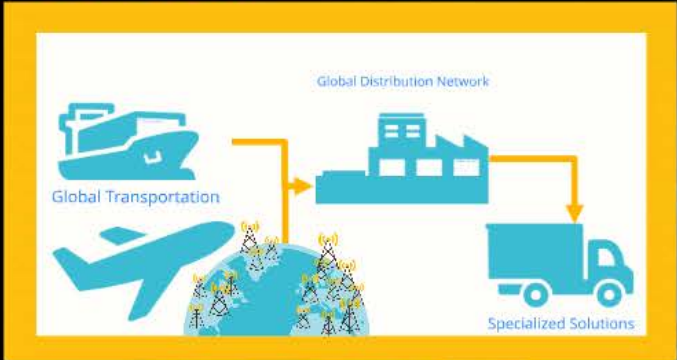 Global Distribution Network
Global Transportation
Specialized Solutions